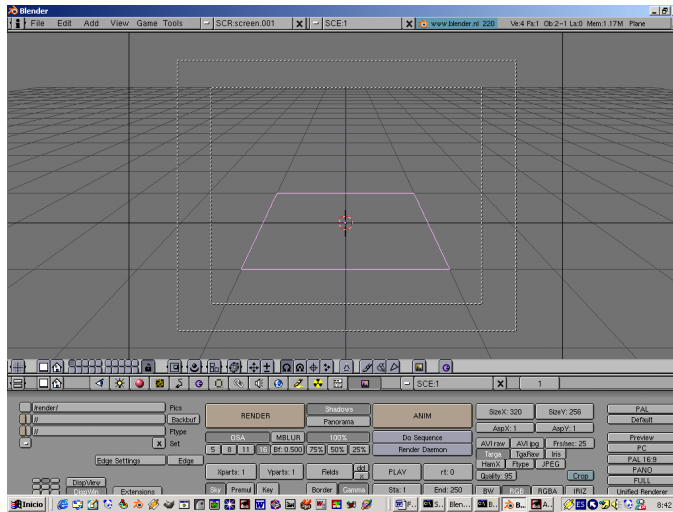 Blender
File Edit Add View Game Tools SCR:screen.001 X SCE:1 X www.blender.nl 220 Ve:4 Fa:1 Ob:2-1 La:0 Mem:1.17M Plane
SCE:1 X 1
/render/ Pics
// Backbuf
// Ftype
X Set
Edge Settings Edge
DispView
DispWin Extensions
RENDER Shadows ANIM
Panorama
OSA MBLUR 100% Do Sequence
5 8 11 16 Bf: 0.500 75% 50% 25% Render Daemon
Xparts: 1 Yparts: 1 Fields PLAY rt: 0
Sky Premul Key Border Gamma Sta: 1 End: 250
SizeX: 320 SizeY: 256
AspX: 1 AspY: 1
AVI raw AVI jpg Frs/sec: 25
Targa TgaRaw Iris
HamX Ftype JPEG
Quality: 95 Crop
BW RGB RGBA IRIZ
PAL
Default
Preview
PC
PAL 16:9
PANO
FULL
Unified Renderer
Inicio F.. S.. Blen... B.. B... A.. ES 8:42